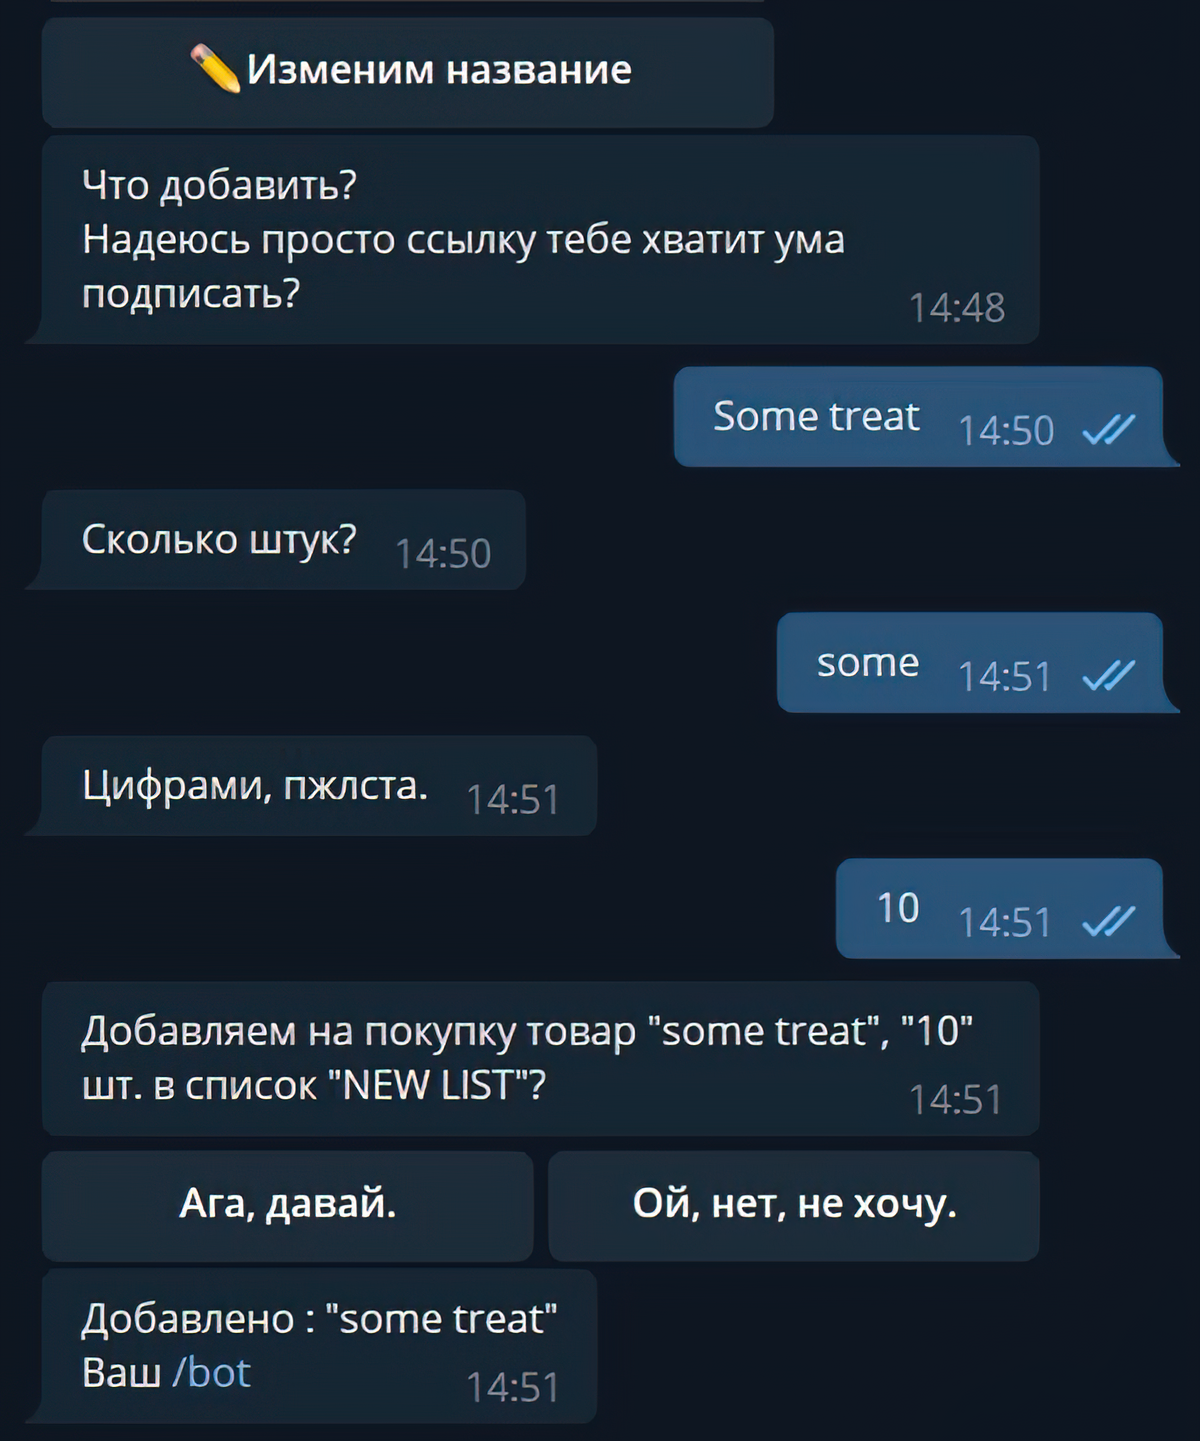 Изменим название
Что добавить?
Надеюсь просто ссылку тебе хватит ума
подписать?
14:48
Some treat 14:50
Сколько штук? 14:50
some 14:51
Цифрами, пжлста. 14:51
10 14:51
Добавляем на покупку товар "some treat", "10"
шт. в список "NEW LIST"?
14:51
Ага, давай.
Ой, нет, не хочу.
Добавлено : "some treat"
Ваш /bot 14:51